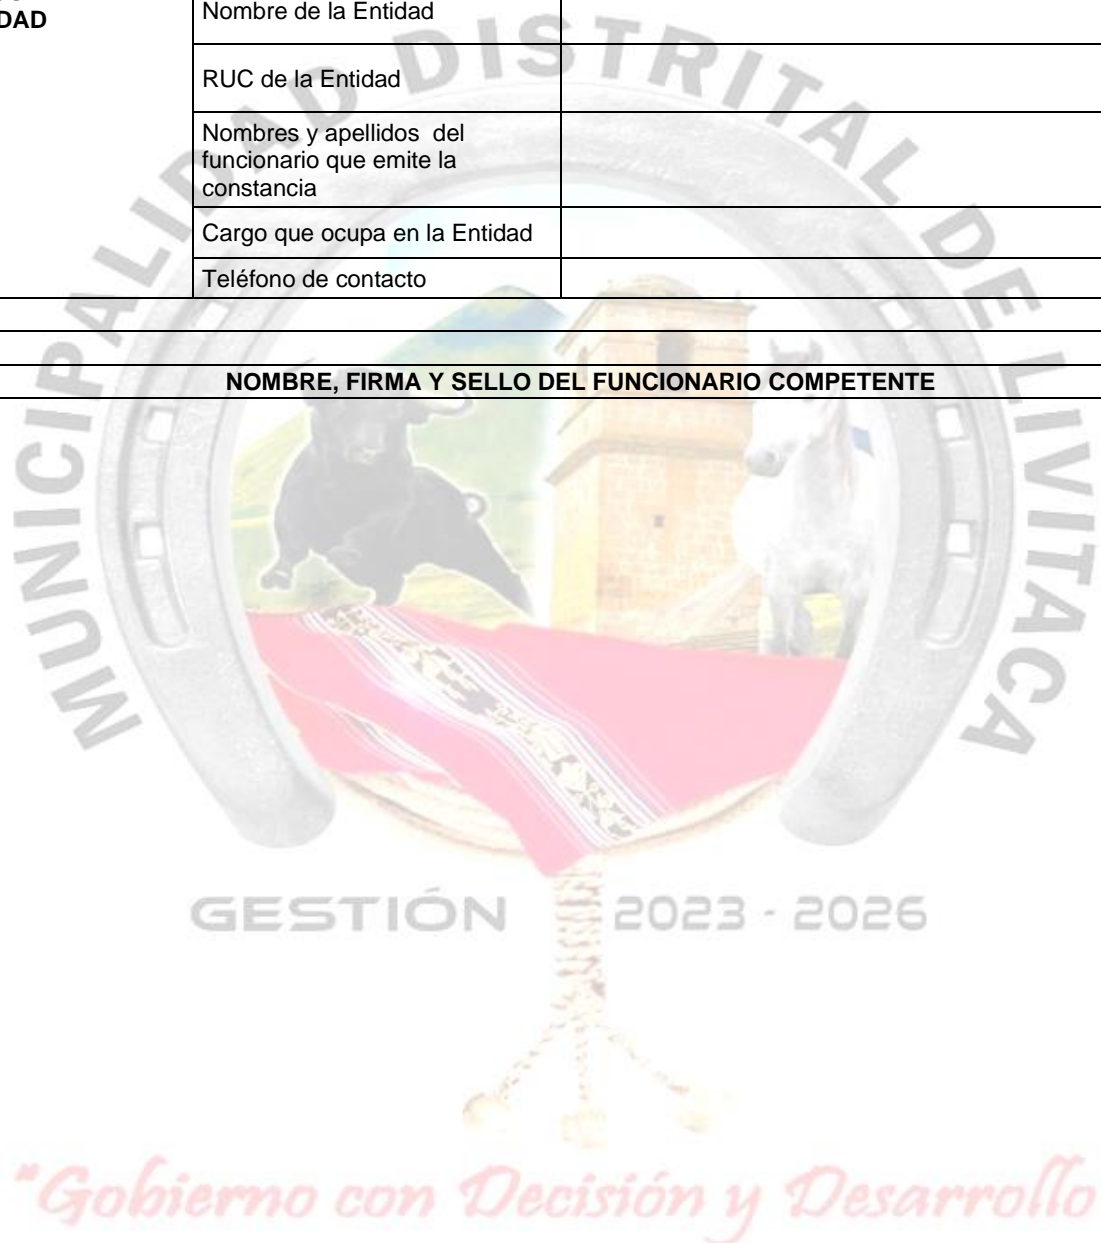 DAD
Nombre de la Entidad
RUC de la Entidad
Nombres y apellidos del
funcionario que emite la
constancia
Cargo que ocupa en la Entidad
Teléfono de contacto
NOMBRE, FIRMA Y SELLO DEL FUNCIONARIO COMPETENTE
MUNICIPALIDAD DISTRITAL DE LIVITACA
GESTIÓN 2023 - 2026
"Gobierno con Decisión y Desarrollo